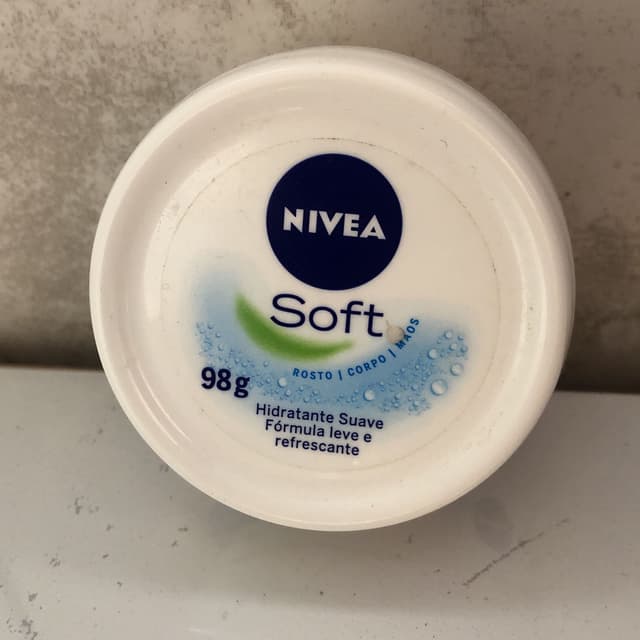 NIVEA
Soft
ROSTO | CORPO | MÃOS
98g
Hidratante Suave
Fórmula leve e
refrescante